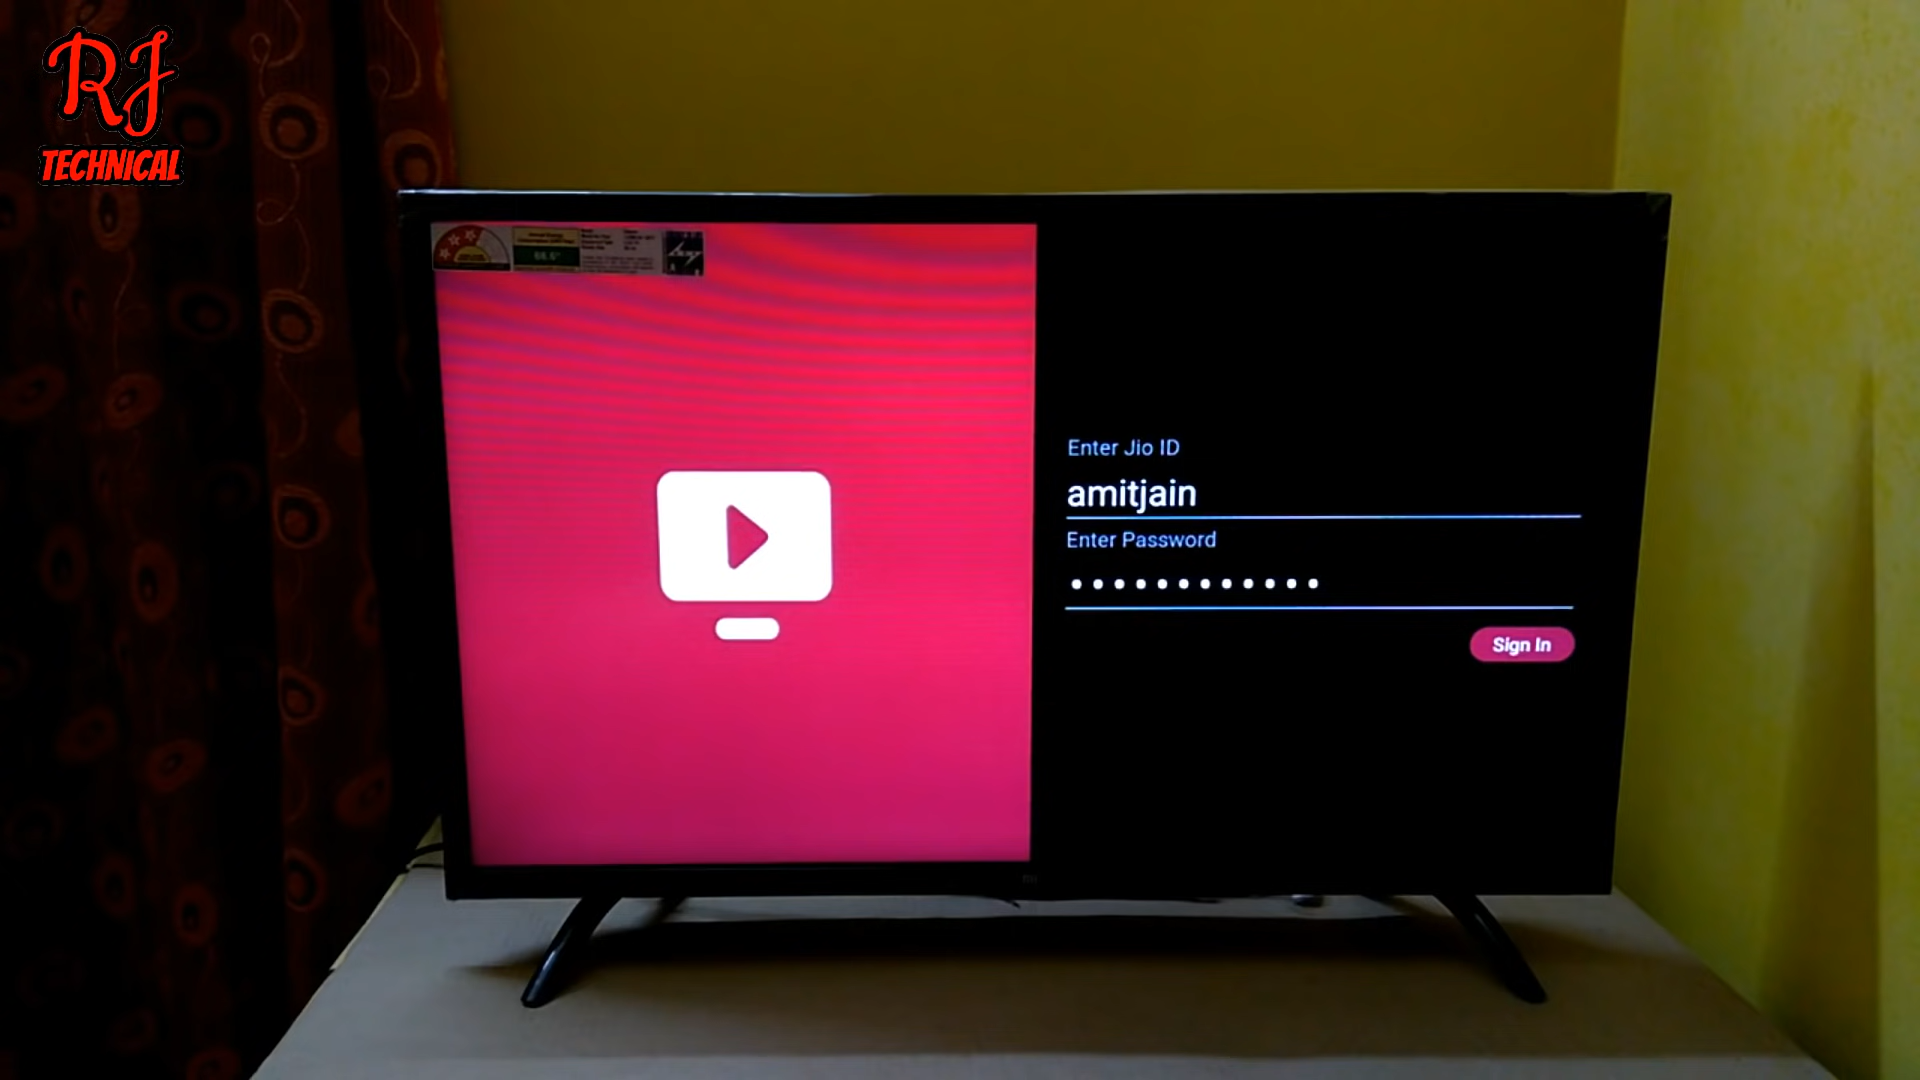 RJ
TECHNICAL
Enter Jio ID
amitjain
Enter Password
Sign In